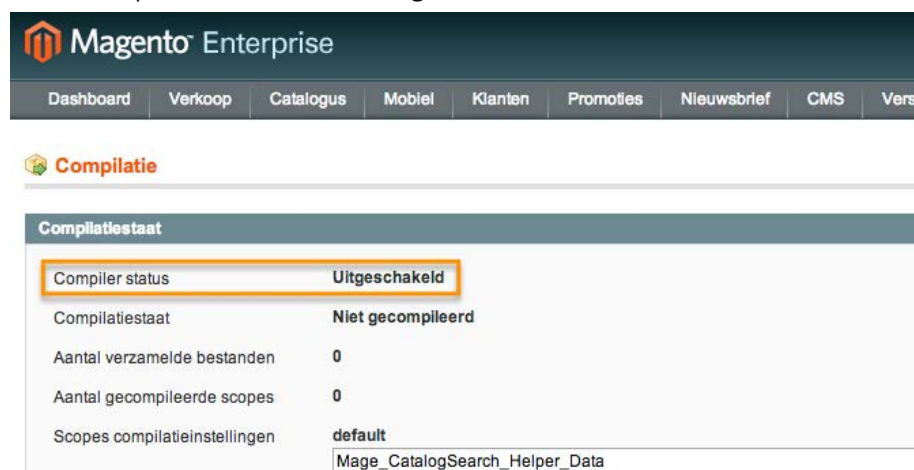 Magento™ Enterprise
Dashboard Verkoop Catalogus Mobiel Klanten Promoties Nieuwsbrief CMS
Compilatie
Compilatiestaat
Compiler status Uitgeschakeld
Compilatiestaat Niet gecompileerd
Aantal verzamelde bestanden 0
Aantal gecompileerde scopes 0
Scopes compilatieinstellingen default
Mage_CatalogSearch_Helper_Data